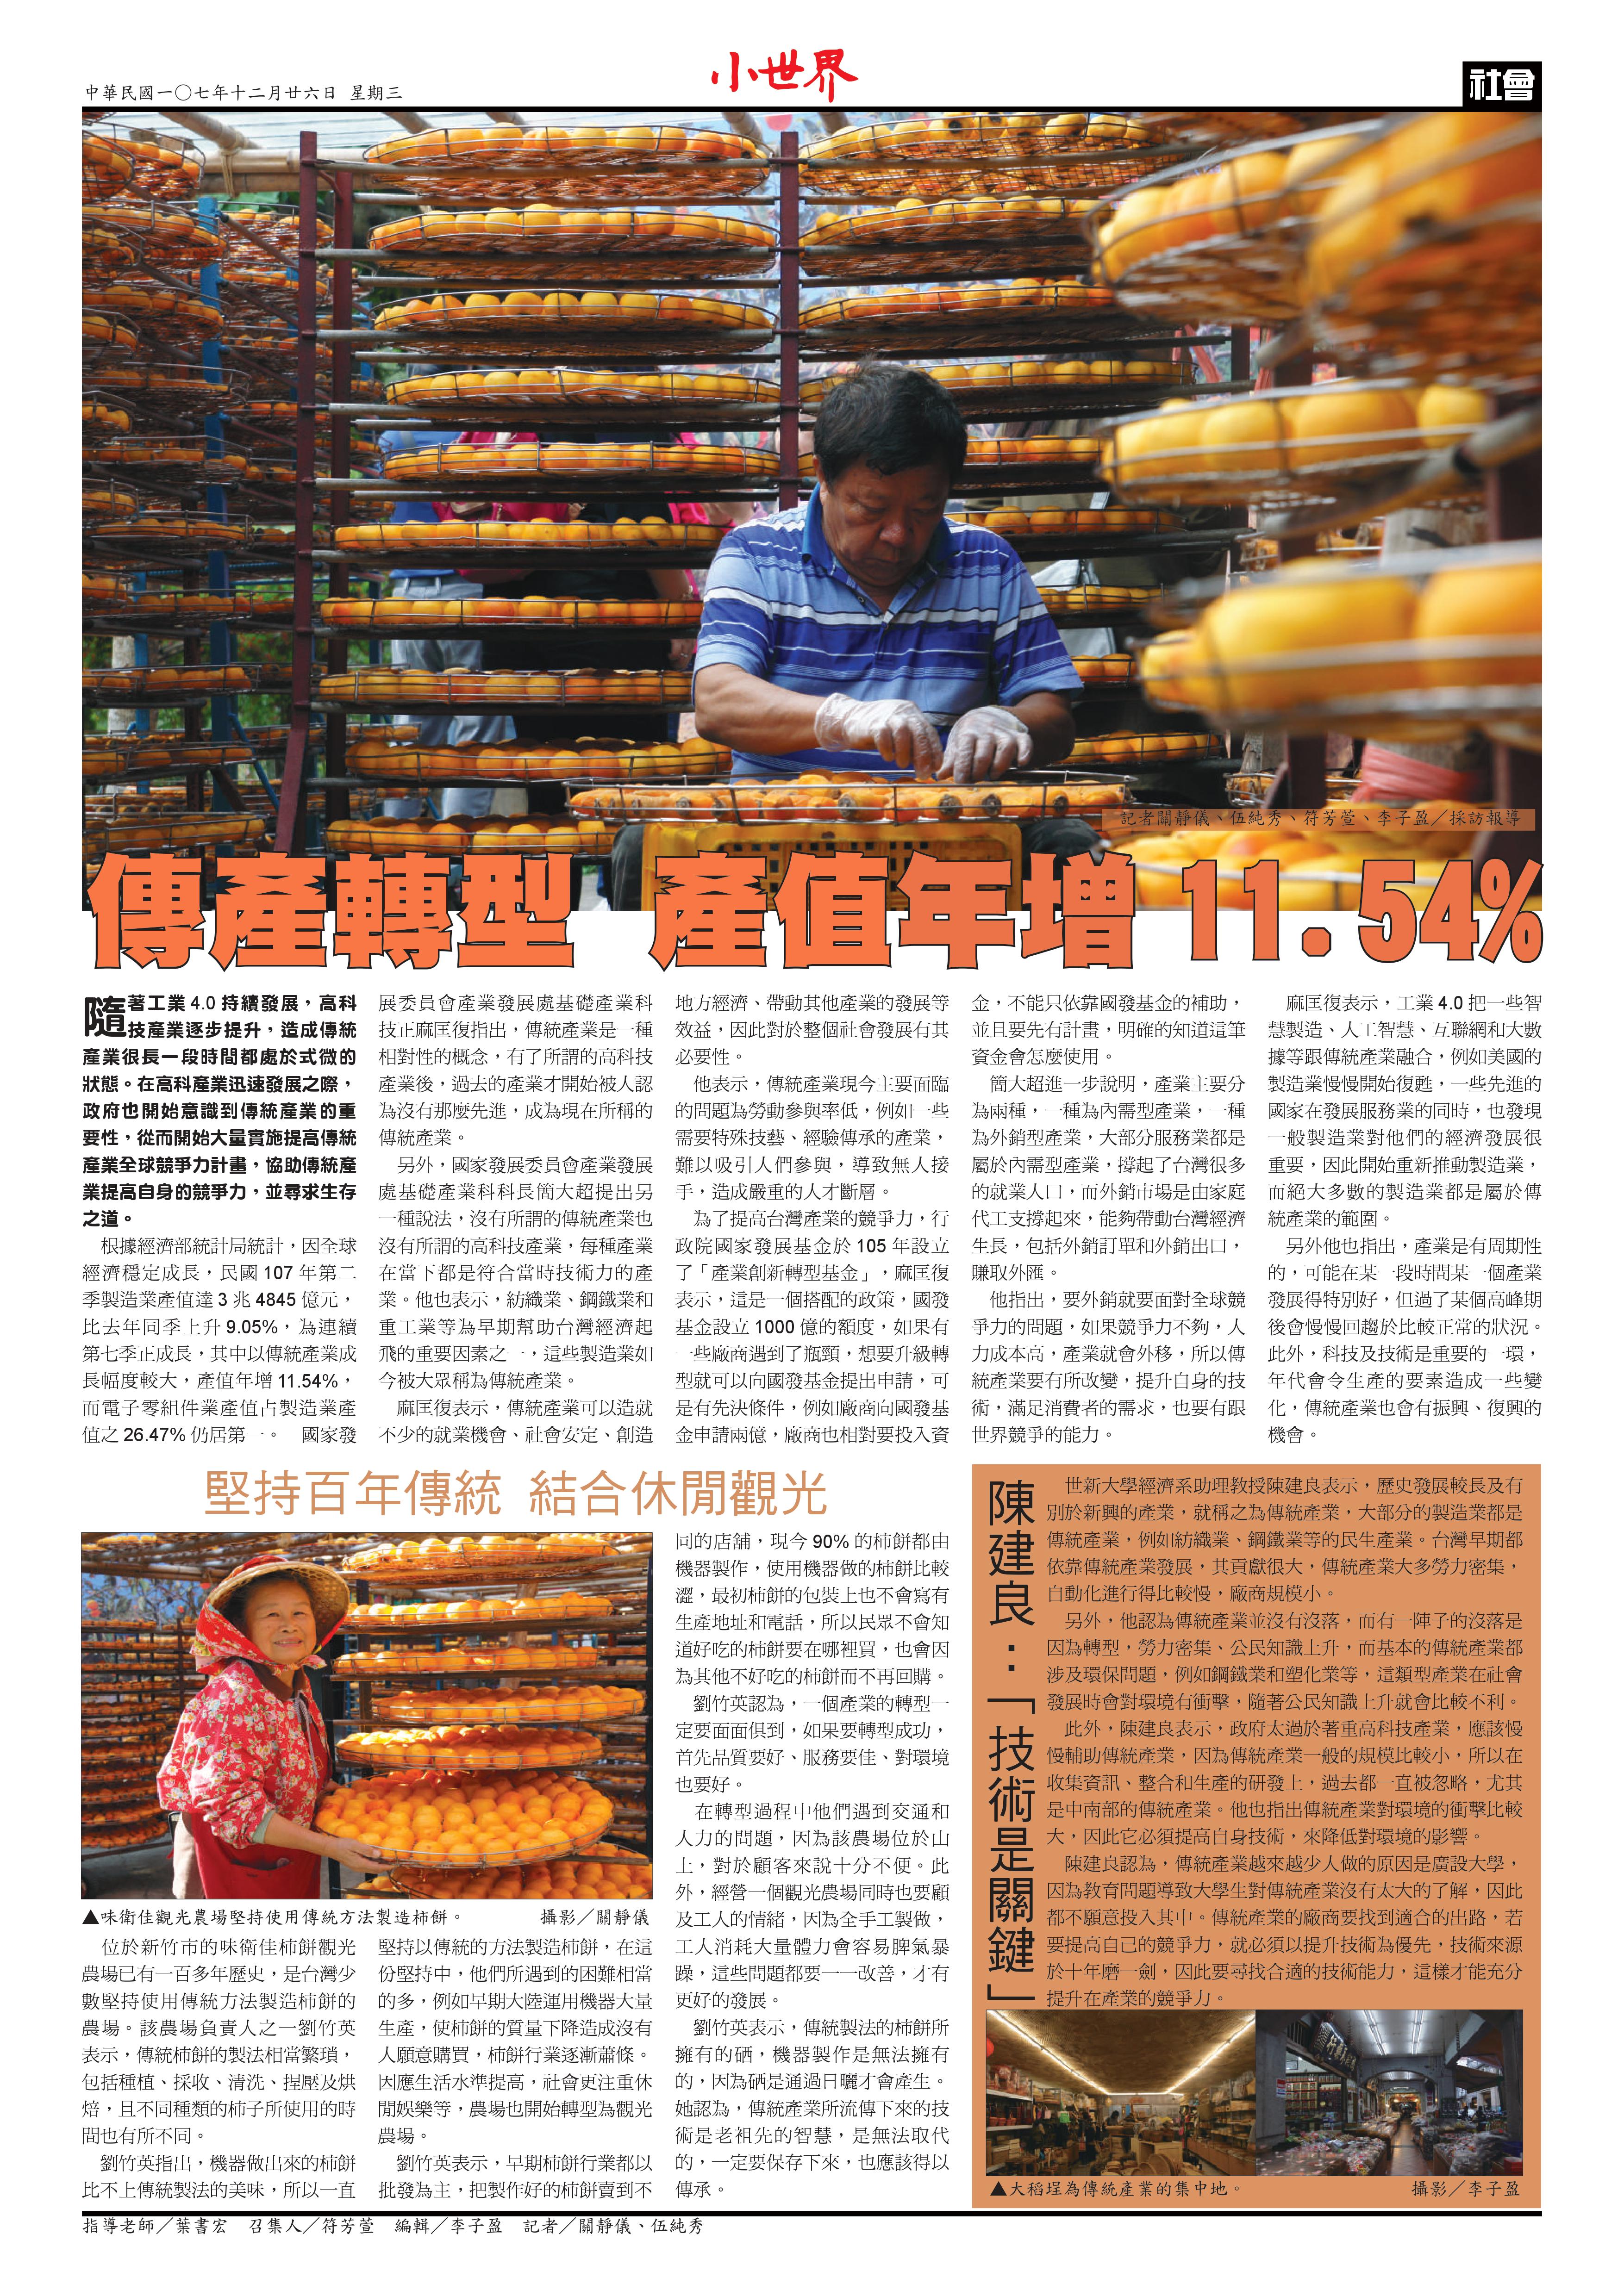 中華民國一〇七年十二月廿六日 星期三
小世界
社會
記者關靜儀、伍純秀、符芳萱、李子盈／採訪報導
傳產轉型 產值年增 11.54%
隨著工業 4.0 持續發展，高科
技產業逐步提升，造成傳統
產業很長一段時間都處於式微的
狀態。在高科產業迅速發展之際，
政府也開始意識到傳統產業的重
要性，從而開始大量實施提高傳統
產業全球競爭力計畫，協助傳統產
業提高自身的競爭力，並尋求生存
之道。
根據經濟部統計局統計，因全球
經濟穩定成長，民國 107 年第二
季製造業產值達 3 兆 4845 億元，
比去年同季上升 9.05%，為連續
第七季正成長，其中以傳統產業成
長幅度較大，產值年增 11.54%，
而電子零組件業產值占製造業產
值之 26.47% 仍居第一。 國家發
展委員會產業發展處基礎產業科
技正麻匡復指出，傳統產業是一種
相對性的概念，有了所謂的高科技
產業後，過去的產業才開始被人認
為沒有那麼先進，成為現在所稱的
傳統產業。
另外，國家發展委員會產業發展
處基礎產業科科長簡大超提出另
一種說法，沒有所謂的傳統產業也
沒有所謂的高科技產業，每種產業
在當下都是符合當時技術力的產
業。他也表示，紡織業、鋼鐵業和
重工業等為早期幫助台灣經濟起
飛的重要因素之一，這些製造業如
今被大眾稱為傳統產業。
麻匡復表示，傳統產業可以造就
不少的就業機會、社會安定、創造
地方經濟、帶動其他產業的發展等
效益，因此對於整個社會發展有其
必要性。
他表示，傳統產業現今主要面臨
的問題為勞動參與率低，例如一些
需要特殊技藝、經驗傳承的產業，
難以吸引人們參與，導致無人接
手，造成嚴重的人才斷層。
為了提高台灣產業的競爭力，行
政院國家發展基金於 105 年設立
了「產業創新轉型基金」，麻匡復
表示，這是一個搭配的政策，國發
基金設立 1000 億的額度，如果有
一些廠商遇到了瓶頸，想要升級轉
型就可以向國發基金提出申請，可
是有先決條件，例如廠商向國發基
金申請兩億，廠商也相對要投入資
金，不能只依靠國發基金的補助，
並且要先有計畫，明確的知道這筆
資金會怎麼使用。
簡大超進一步說明，產業主要分
為兩種，一種為內需型產業，一種
為外銷型產業，大部分服務業都是
屬於內需型產業，撐起了台灣很多
的就業人口，而外銷市場是由家庭
代工支撐起來，能夠帶動台灣經濟
生長，包括外銷訂單和外銷出口，
賺取外匯。
他指出，要外銷就要面對全球競
爭力的問題，如果競爭力不夠，人
力成本高，產業就會外移，所以傳
統產業要有所改變，提升自身的技
術，滿足消費者的需求，也要有跟
世界競爭的能力。
麻匡復表示，工業 4.0 把一些智
慧製造、人工智慧、互聯網和大數
據等跟傳統產業融合，例如美國的
製造業慢慢開始復甦，一些先進的
國家在發展服務業的同時，也發現
一般製造業對他們的經濟發展很
重要，因此開始重新推動製造業，
而絕大多數的製造業都是屬於傳
統產業的範圍。
另外他也指出，產業是有周期性
的，可能在某一段時間某一個產業
發展得特別好，但過了某個高峰期
後會慢慢回趨於比較正常的狀況。
此外，科技及技術是重要的一環，
年代會令生產的要素造成一些變
化，傳統產業也會有振興、復興的
機會。
堅持百年傳統 結合休閒觀光
▲味衛佳觀光農場堅持使用傳統方法製造柿餅。 攝影／關靜儀
位於新竹市的味衛佳柿餅觀光
農場已有一百多年歷史，是台灣少
數堅持使用傳統方法製造柿餅的
農場。該農場負責人之一劉竹英
表示，傳統柿餅的製法相當繁瑣，
包括種植、採收、清洗、捏壓及烘
焙，且不同種類的柿子所使用的時
間也有所不同。
劉竹英指出，機器做出來的柿餅
比不上傳統製法的美味，所以一直
堅持以傳統的方法製造柿餅，在這
份堅持中，他們所遇到的困難相當
的多，例如早期大陸運用機器大量
生產，使柿餅的質量下降造成沒有
人願意購買，柿餅行業逐漸蕭條。
因應生活水準提高，社會更注重休
閒娛樂等，農場也開始轉型為觀光
農場。
劉竹英表示，早期柿餅行業都以
批發為主，把製作好的柿餅賣到不
同的店舖，現今 90% 的柿餅都由
機器製作，使用機器做的柿餅比較
澀，最初柿餅的包裝上也不會寫有
生產地址和電話，所以民眾不會知
道好吃的柿餅要在哪裡買，也會因
為其他不好吃的柿餅而不再回購。
劉竹英認為，一個產業的轉型一
定要面面俱到，如果要轉型成功，
首先品質要好、服務要佳、對環境
也要好。
在轉型過程中他們遇到交通和
人力的問題，因為該農場位於山
上，對於顧客來說十分不便。此
外，經營一個觀光農場同時也要顧
及工人的情緒，因為全手工製做，
工人消耗大量體力會容易脾氣暴
躁，這些問題都要一一改善，才有
更好的發展。
劉竹英表示，傳統製法的柿餅所
擁有的硒，機器製作是無法擁有
的，因為硒是通過日曬才會產生。
她認為，傳統產業所流傳下來的技
術是老祖先的智慧，是無法取代
的，一定要保存下來，也應該得以
傳承。
陳建良：「技術是關鍵」
世新大學經濟系助理教授陳建良表示，歷史發展較長及有
別於新興的產業，就稱之為傳統產業，大部分的製造業都是
傳統產業，例如紡織業、鋼鐵業等的民生產業。台灣早期都
依靠傳統產業發展，其貢獻很大，傳統產業大多勞力密集，
自動化進行得比較慢，廠商規模小。
另外，他認為傳統產業並沒有沒落，而有一陣子的沒落是
因為轉型，勞力密集、公民知識上升，而基本的傳統產業都
涉及環保問題，例如鋼鐵業和塑化業等，這類型產業在社會
發展時會對環境有衝擊，隨著公民知識上升就會比較不利。
此外，陳建良表示，政府太過於著重高科技產業，應該慢
慢輔助傳統產業，因為傳統產業一般的規模比較小，所以在
收集資訊、整合和生產的研發上，過去都一直被忽略，尤其
是中南部的傳統產業。他也指出傳統產業對環境的衝擊比較
大，因此它必須提高自身技術，來降低對環境的影響。
陳建良認為，傳統產業越來越少人做的原因是廣設大學，
因為教育問題導致大學生對傳統產業沒有太大的了解，因此
都不願意投入其中。傳統產業的廠商要找到適合的出路，若
要提高自己的競爭力，就必須以提升技術為優先，技術來源
於十年磨一劍，因此要尋找合適的技術能力，這樣才能充分
提升在產業的競爭力。
▲大稻埕為傳統產業的集中地。 攝影／李子盈
指導老師／葉書宏 召集人／符芳萱 編輯／李子盈 記者／關靜儀、伍純秀